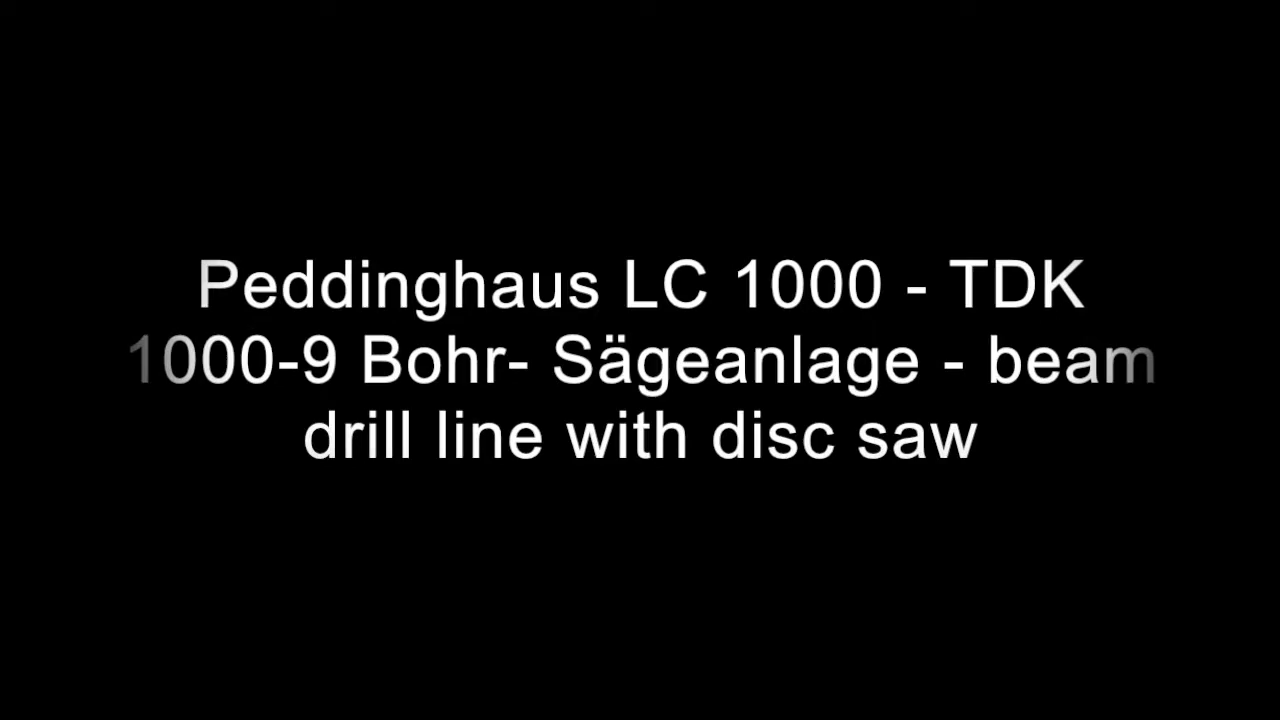 Peddinghaus LC 1000 - TDK
1000-9 Bohr- Sägeanlage - beam
drill line with disc saw